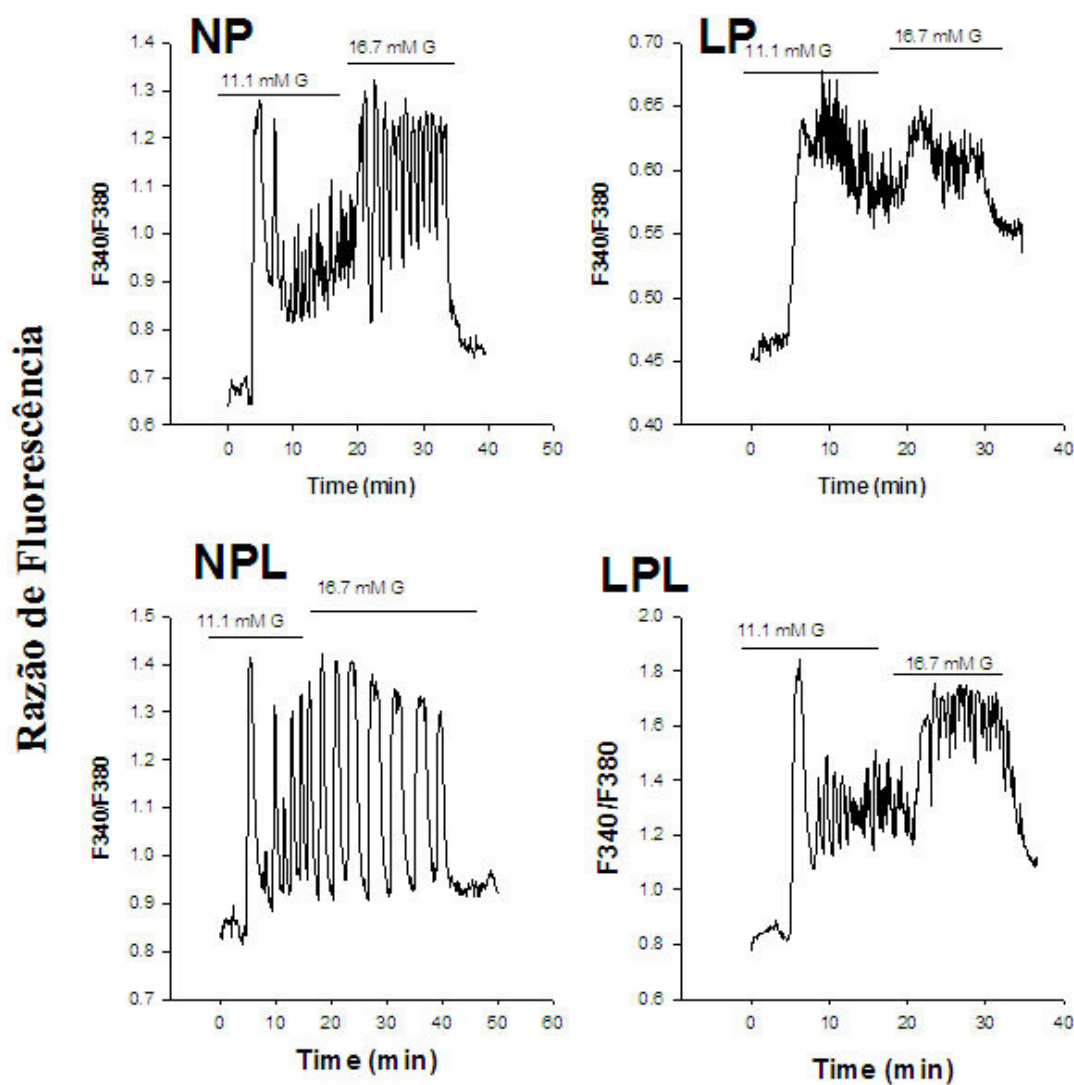 Razão de Fluorescência
NP
16.7 mM G
11.1 mM G
1.4
1.3
1.2
1.1
1.0
0.9
0.8
0.7
0.6
F340/F380
0 10 20 30 40 50
Time (min)
LP
16.7 mM G
11.1 mM G
0.70
0.65
0.60
0.55
0.50
0.45
0.40
F340/F380
0 10 20 30 40
Time (min)
NPL
16.7 mM G
11.1 mM G
1.5
1.4
1.3
1.2
1.1
1.0
0.9
0.8
0.7
F340/F380
0 10 20 30 40 50 60
Time (min)
LPL
11.1 mM G
16.7 mM G
2.0
1.8
1.6
1.4
1.2
1.0
0.8
0.6
F340/F380
0 10 20 30 40
Time (min)